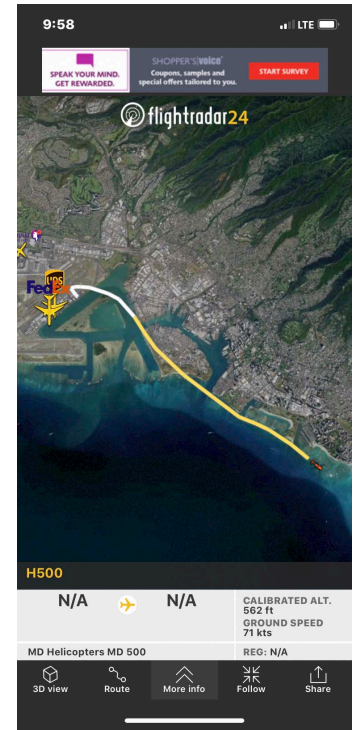 9:58
LTE
SPEAK YOUR MIND.
GET REWARDED.
SHOPPER'S|voice®
Coupons, samples and
special offers tailored to you.
START SURVEY
flightradar24
ups
FedEx
H500
N/A
N/A
CALIBRATED ALT.
562 ft
GROUND SPEED
71 kts
MD Helicopters MD 500
REG: N/A
3D view
Route
More info
Follow
Share